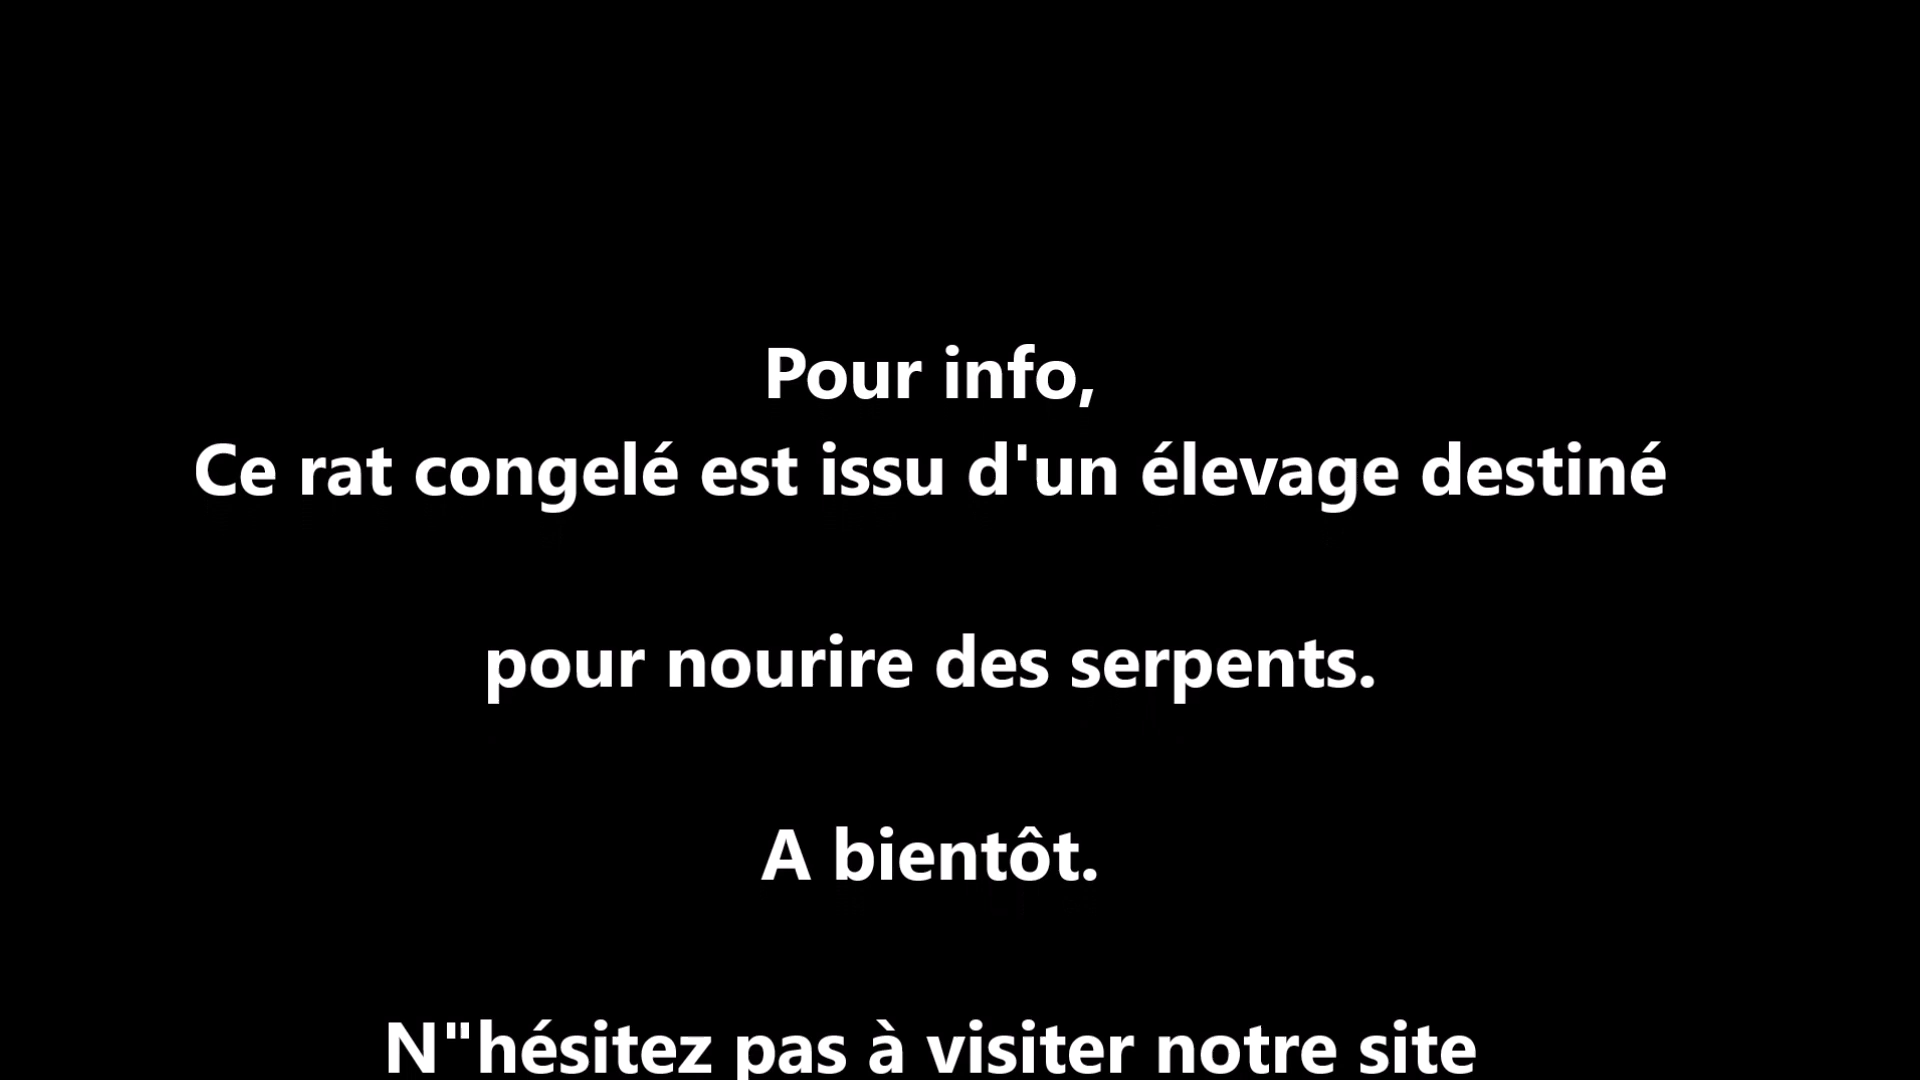 Pour info,
Ce rat congelé est issu d'un élevage destiné
pour nourire des serpents.
A bientôt.
N"hésitez pas à visiter notre site